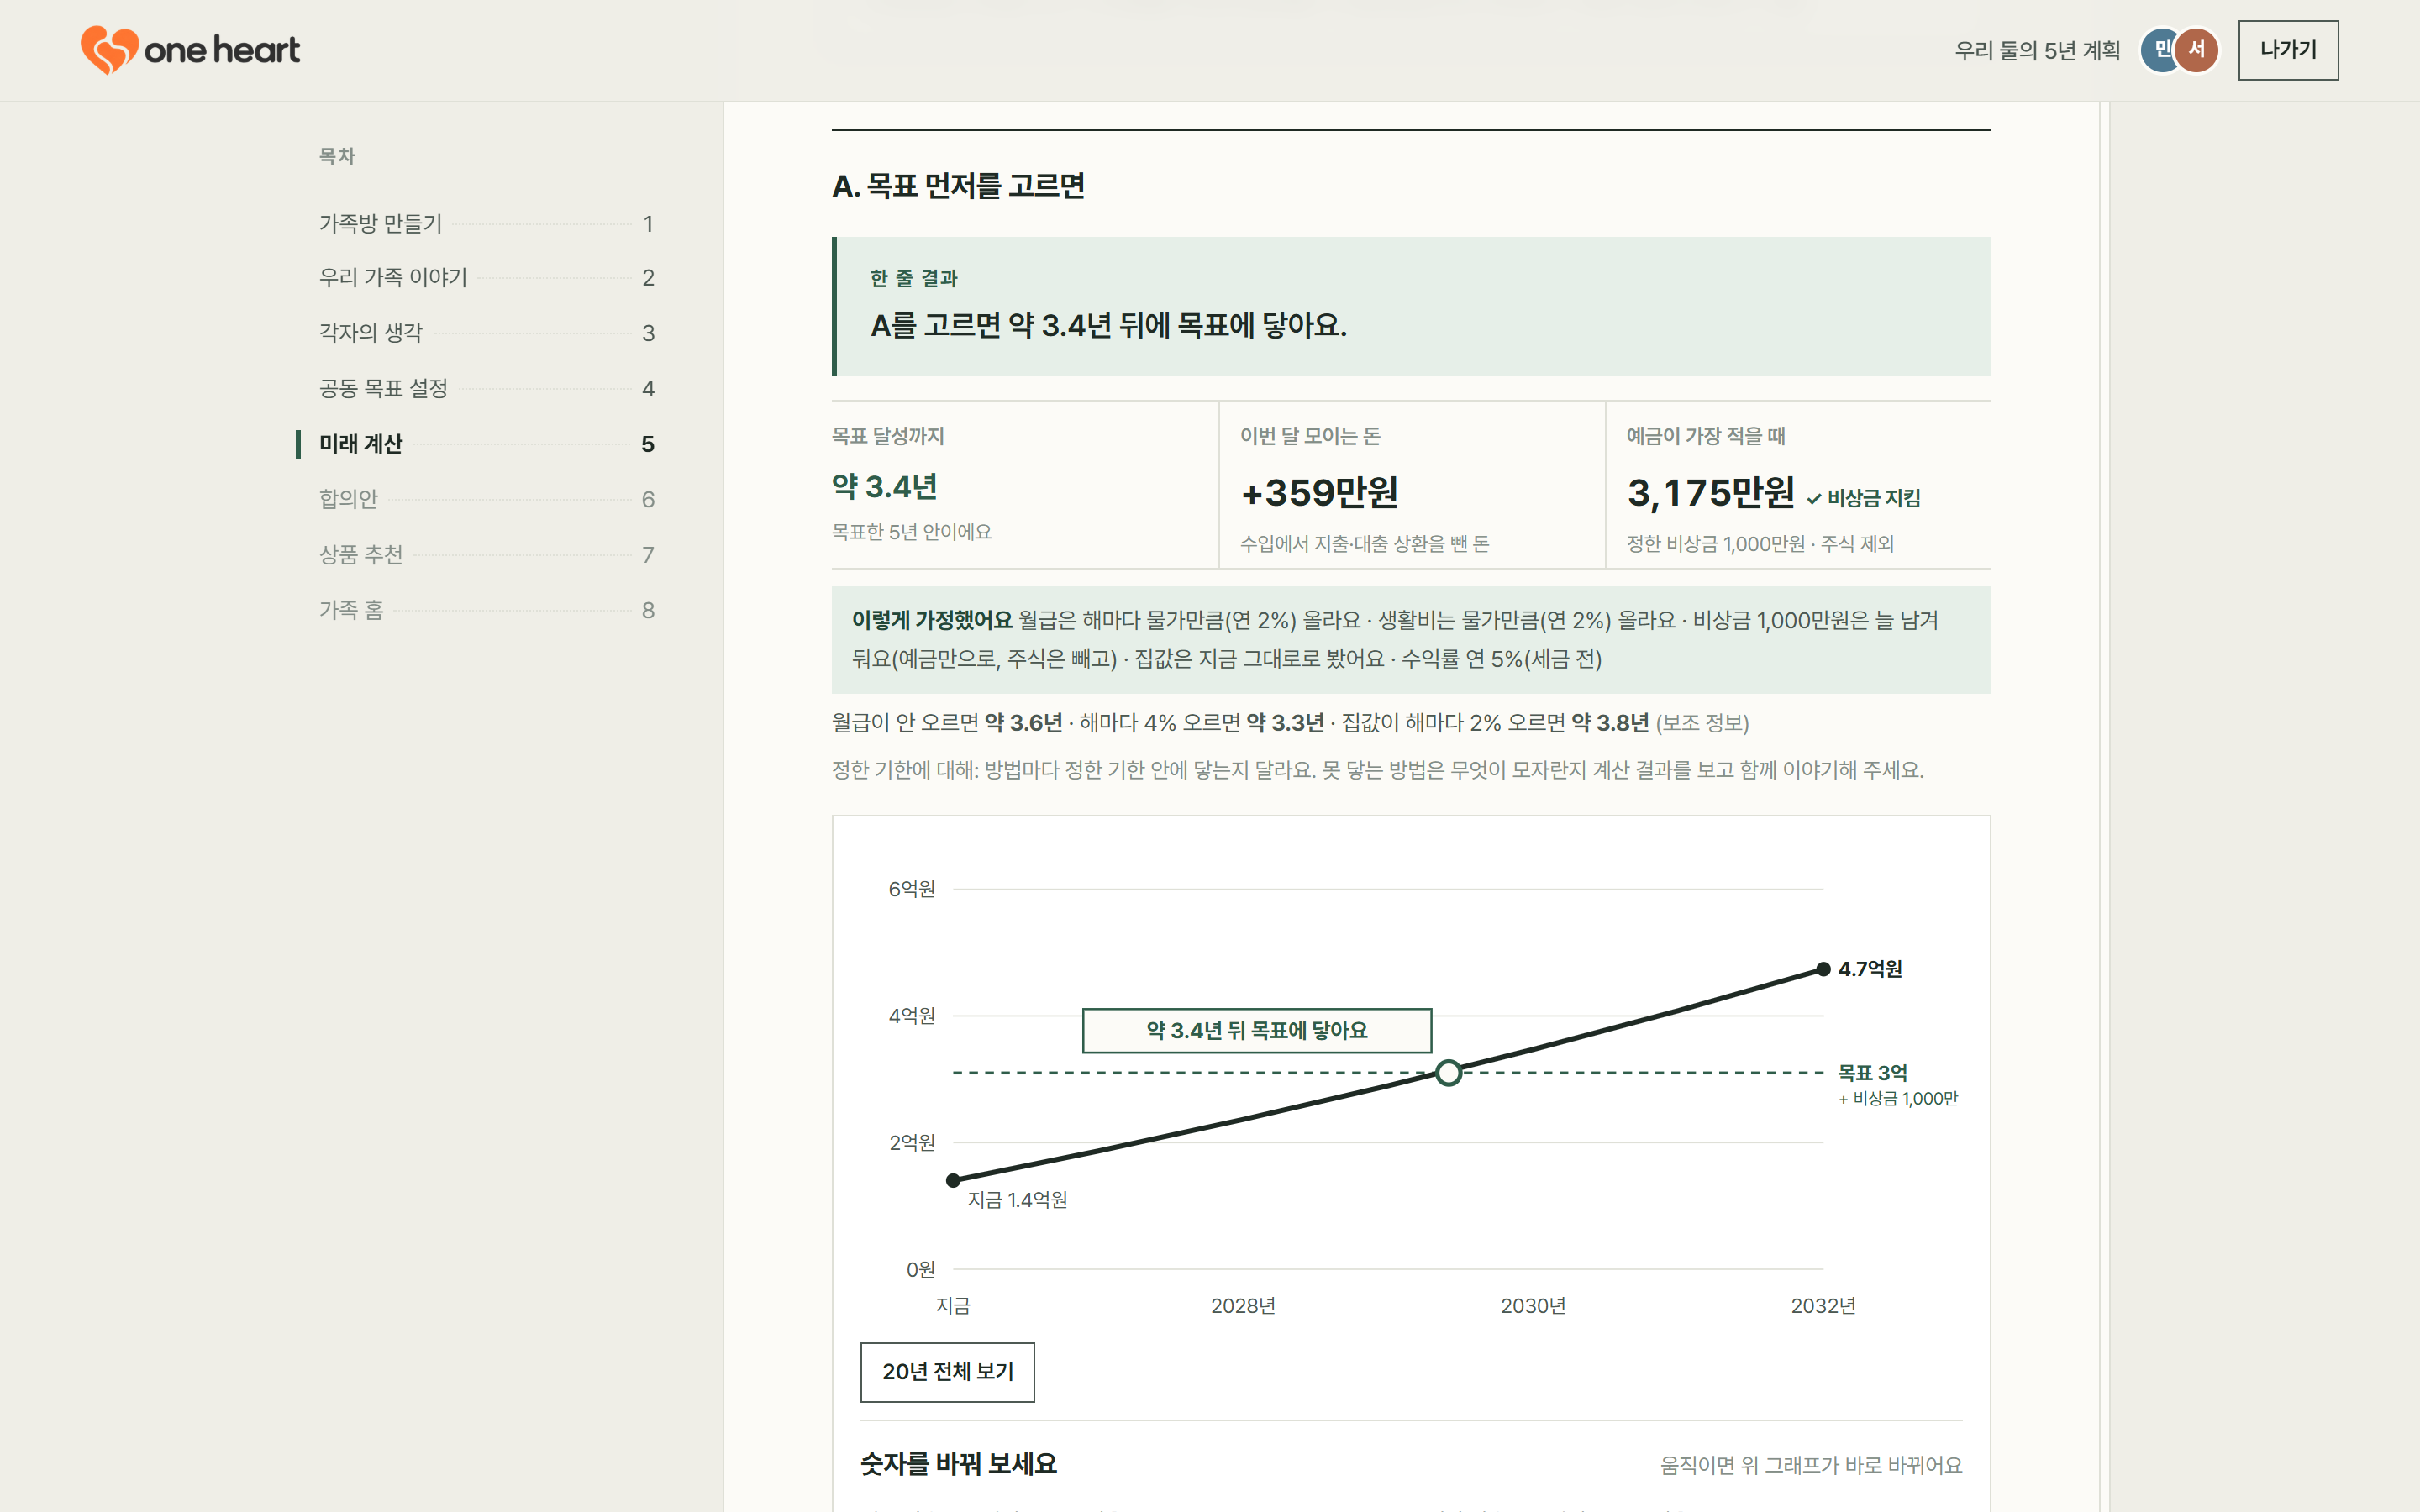 one heart
우리 둘의 5년 계획
민
서
나가기
목차
가족방 만들기 1
우리 가족 이야기 2
각자의 생각 3
공동 목표 설정 4
미래 계산 5
합의안 6
상품 추천 7
가족 홈 8
A. 목표 먼저를 고르면
한 줄 결과
A를 고르면 약 3.4년 뒤에 목표에 닿아요.
목표 달성까지
약 3.4년
목표한 5년 안이에요
이번 달 모이는 돈
+359만원
수입에서 지출·대출 상환을 뺀 돈
예금이 가장 적을 때
3,175만원 ✓ 비상금 지킴
정한 비상금 1,000만원 · 주식 제외
이렇게 가정했어요 월급은 해마다 물가만큼(연 2%) 올라요 · 생활비는 물가만큼(연 2%) 올라요 · 비상금 1,000만원은 늘 남겨
둬요(예금만으로, 주식은 빼고) · 집값은 지금 그대로로 봤어요 · 수익률 연 5%(세금 전)
월급이 안 오르면 약 3.6년 · 해마다 4% 오르면 약 3.3년 · 집값이 해마다 2% 오르면 약 3.8년 (보조 정보)
정한 기한에 대해: 방법마다 정한 기한 안에 닿는지 달라요. 못 닿는 방법은 무엇이 모자란지 계산 결과를 보고 함께 이야기해 주세요.
6억원
4.7억원
4억원
약 3.4년 뒤 목표에 닿아요
목표 3억
+ 비상금 1,000만
2억원
지금 1.4억원
0원
지금 2028년 2030년 2032년
20년 전체 보기
숫자를 바꿔 보세요
움직이면 위 그래프가 바로 바뀌어요